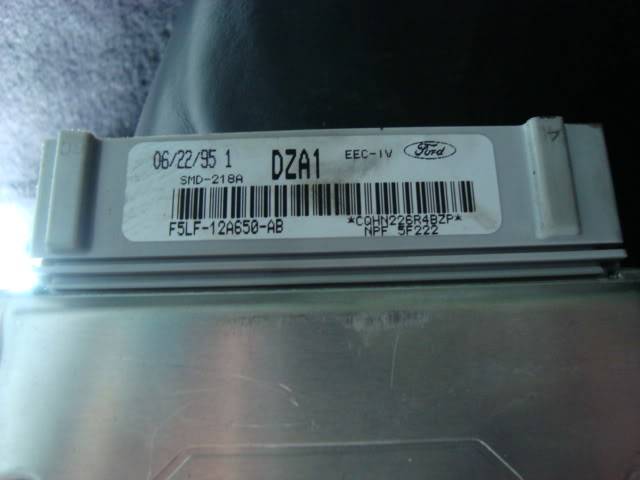 06/22/95 1 DZA1 EEC-IV Ford
SMD-218A
F5LF-12A650-AB *CQHN226R4BZP*
NPF 5F222